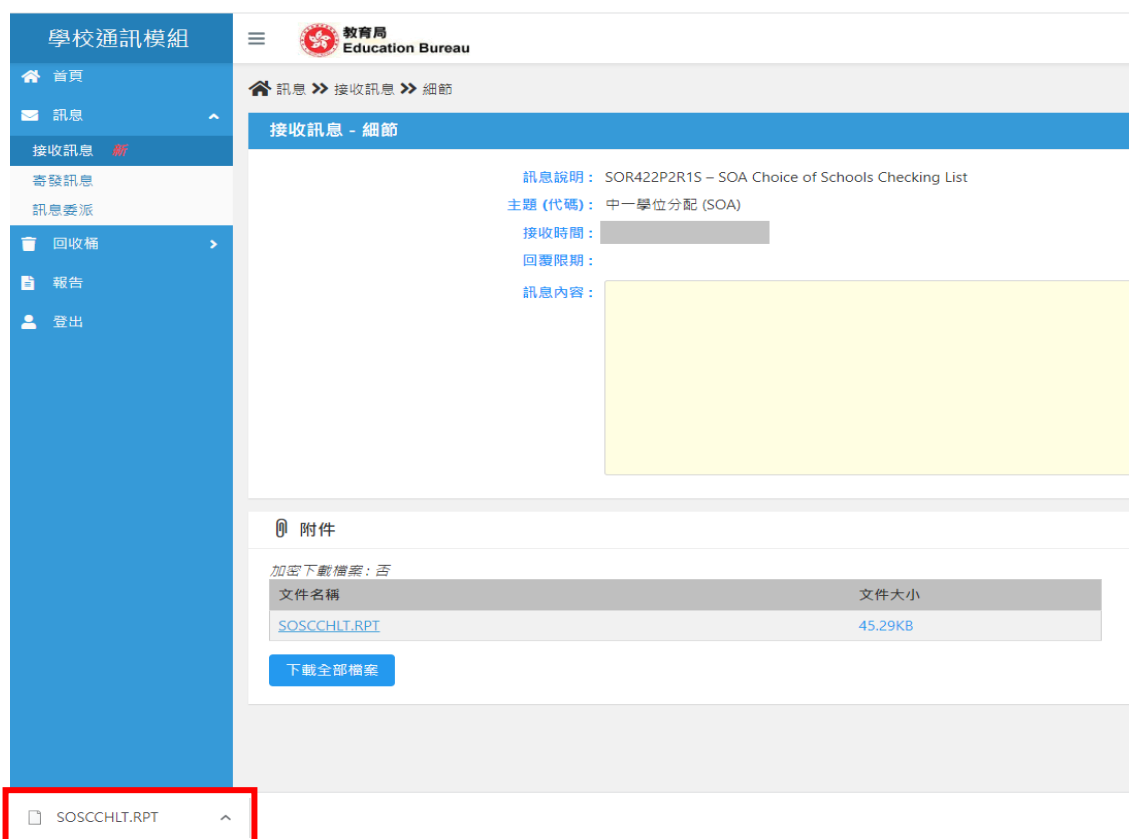 學校通訊模組
教育局
Education Bureau
首頁
訊息
接收訊息 新
寄發訊息
訊息委派
回收桶
報告
登出
訊息 接收訊息 細節
接收訊息 - 細節
訊息說明： SOR422P2R1S – SOA Choice of Schools Checking List
主題 (代碼)： 中一學位分配 (SOA)
接收時間：
回覆限期：
訊息內容：
附件
加密下載檔案: 否
文件名稱 文件大小
SOSCCHLT.RPT 45.29KB
下載全部檔案
SOSCCHLT.RPT